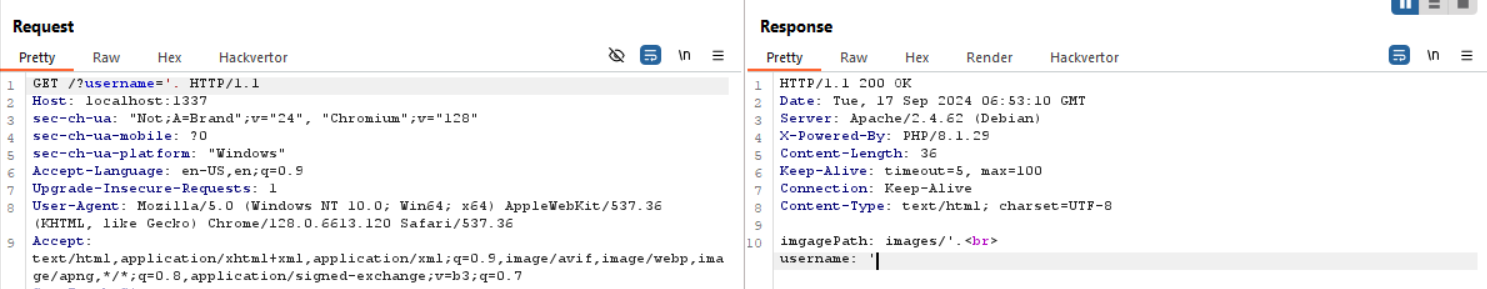 Request
Pretty Raw Hex Hackvertor \n
1 GET /?username='. HTTP/1.1
2 Host: localhost:1337
3 sec-ch-ua: "Not;A=Brand";v="24", "Chromium";v="128"
4 sec-ch-ua-mobile: ?0
5 sec-ch-ua-platform: "Windows"
6 Accept-Language: en-US,en;q=0.9
7 Upgrade-Insecure-Requests: 1
8 User-Agent: Mozilla/5.0 (Windows NT 10.0; Win64; x64) AppleWebKit/537.36
(KHTML, like Gecko) Chrome/128.0.6613.120 Safari/537.36
9 Accept:
text/html,application/xhtml+xml,application/xml;q=0.9,image/avif,image/webp,ima
ge/apng,*/*;q=0.8,application/signed-exchange;v=b3;q=0.7
Response
Pretty Raw Hex Render Hackvertor \n
1 HTTP/1.1 200 OK
2 Date: Tue, 17 Sep 2024 06:53:10 GMT
3 Server: Apache/2.4.62 (Debian)
4 X-Powered-By: PHP/8.1.29
5 Content-Length: 36
6 Keep-Alive: timeout=5, max=100
7 Connection: Keep-Alive
8 Content-Type: text/html; charset=UTF-8
9
10 imgagePath: images/'.<br>
username: '